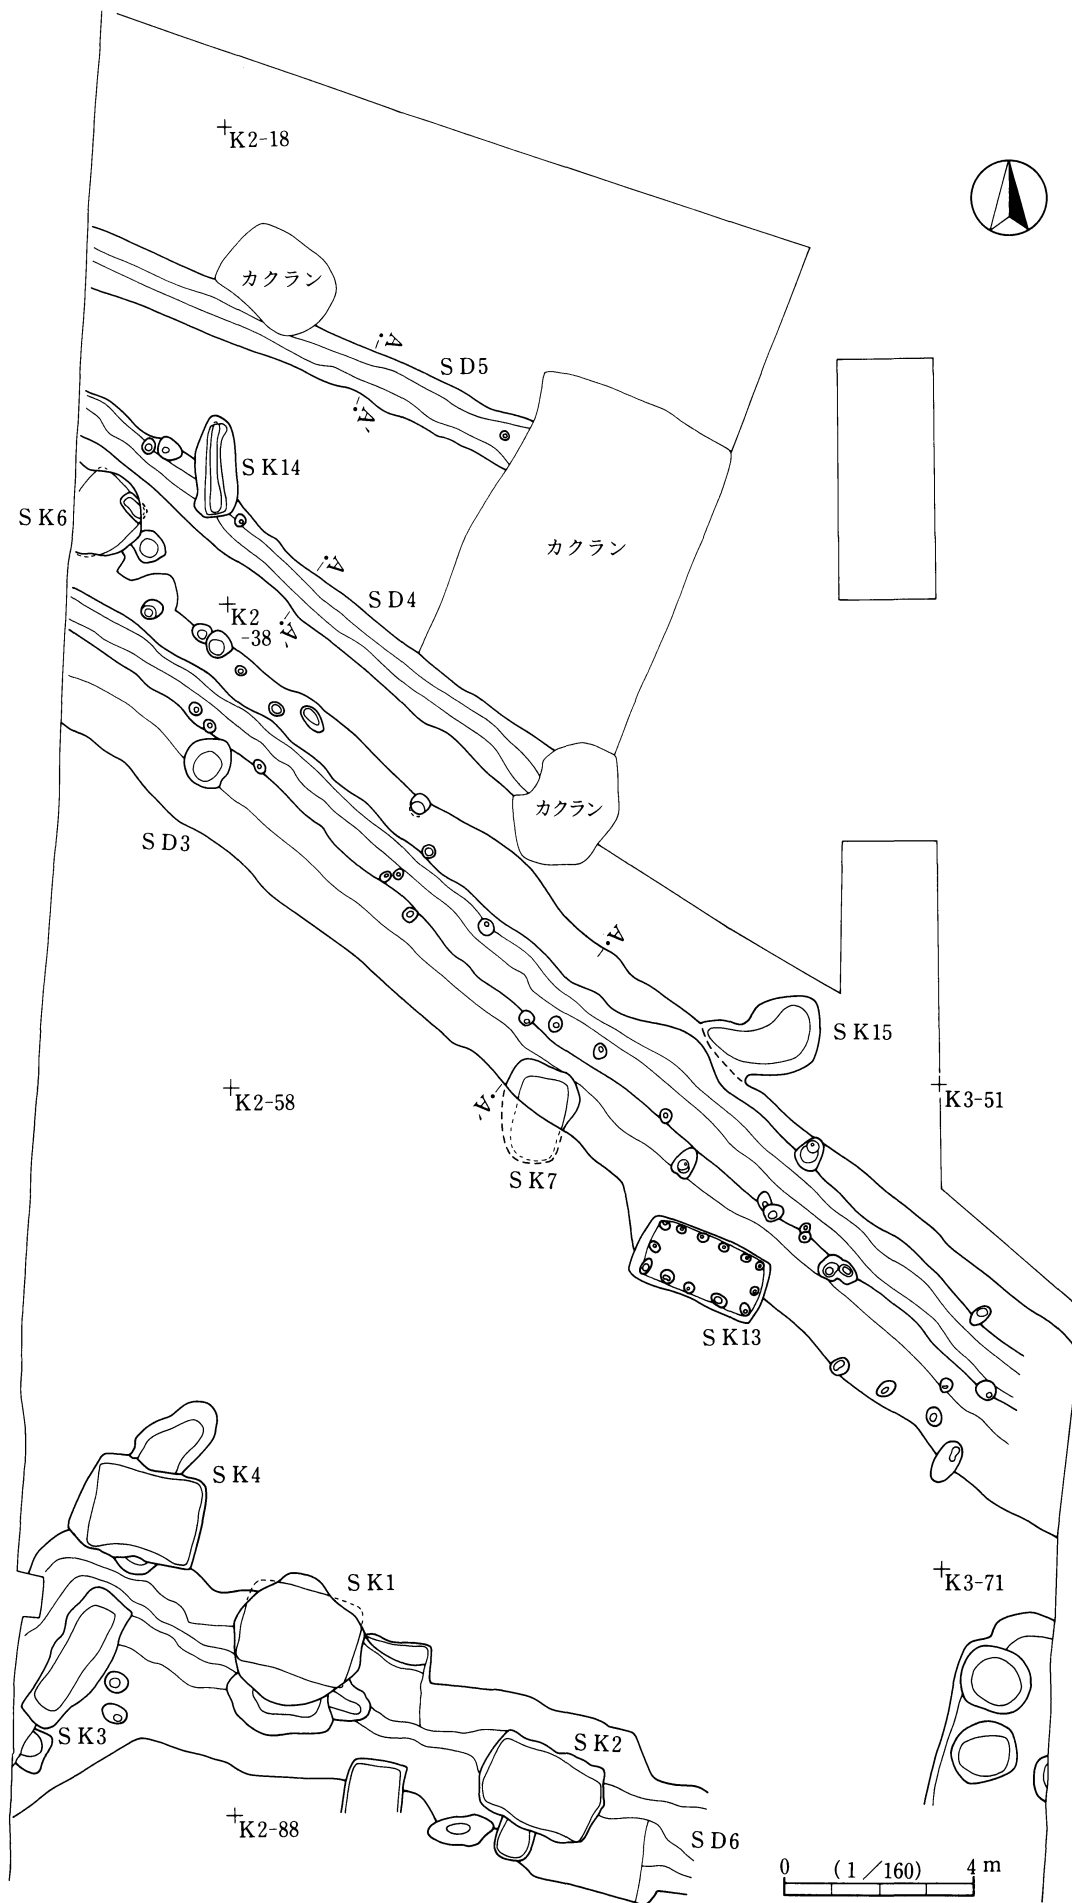 K2-18
カクラン
A
SD5
A′
SK14
SK6
カクラン
A
SD4
K2
-38
A′
カクラン
SD3
A
SK15
K2-58
K3-51
A′
SK7
SK13
SK4
K3-71
SK1
SK3
SK2
K2-88
SD6
0 (1/160) 4m